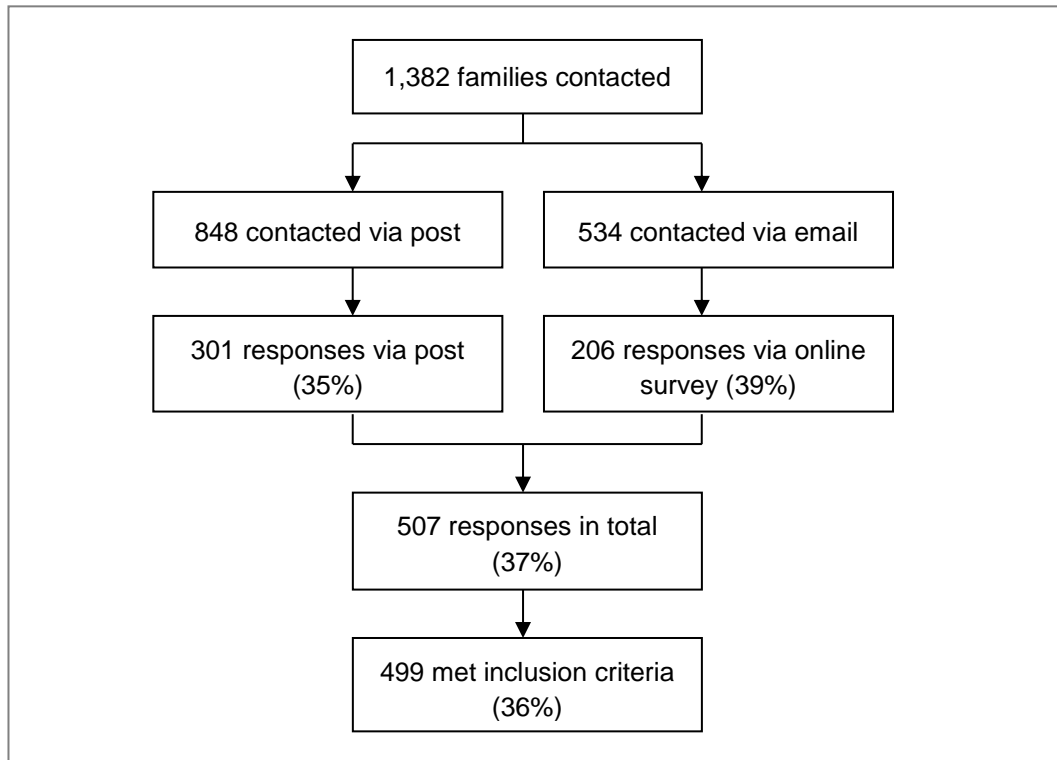 1,382 families contacted
848 contacted via post
534 contacted via email
301 responses via post
(35%)
206 responses via online
survey (39%)
507 responses in total
(37%)
499 met inclusion criteria
(36%)